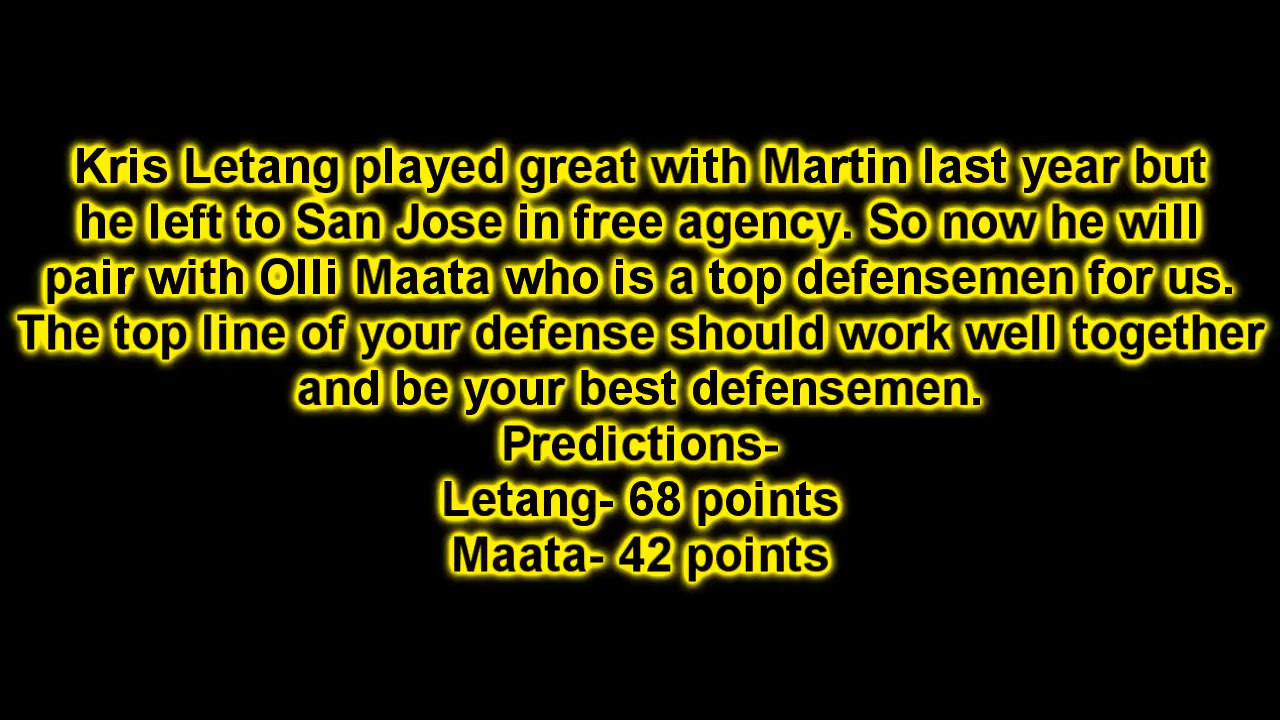 Kris Letang played great with Martin last year but
he left to San Jose in free agency. So now he will
pair with Olli Maata who is a top defensemen for us.
The top line of your defense should work well together
and be your best defensemen.
Predictions-
Letang- 68 points
Maata- 42 points